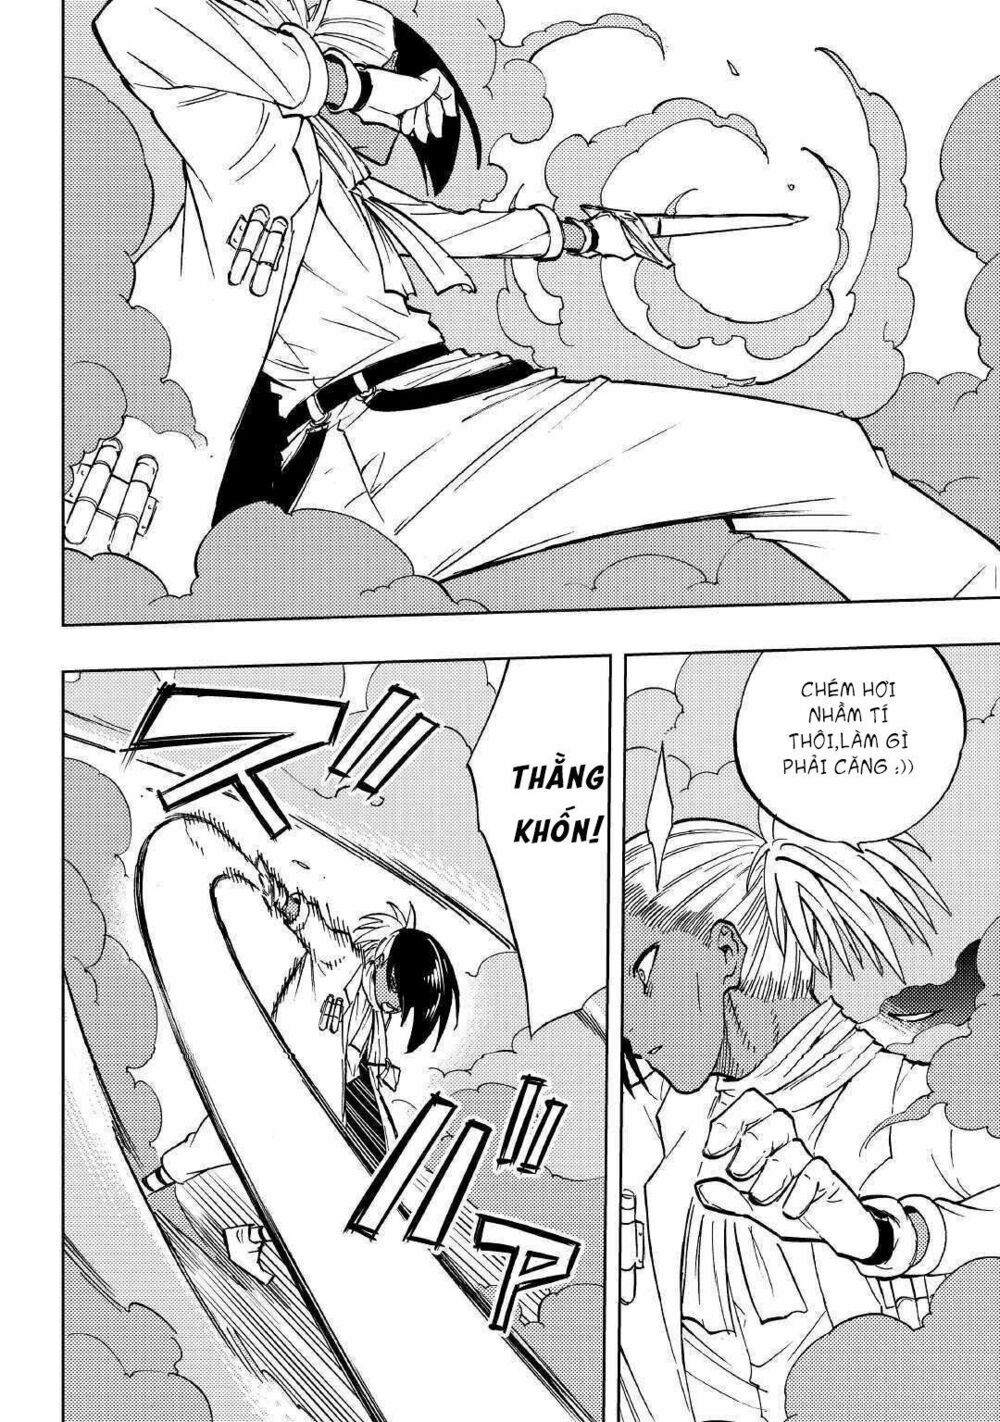 CHÉM HƠI
NHẦM TÍ
THÔI,LÀM GÌ
PHẢI CĂNG :))
THẰNG
KHỐN!